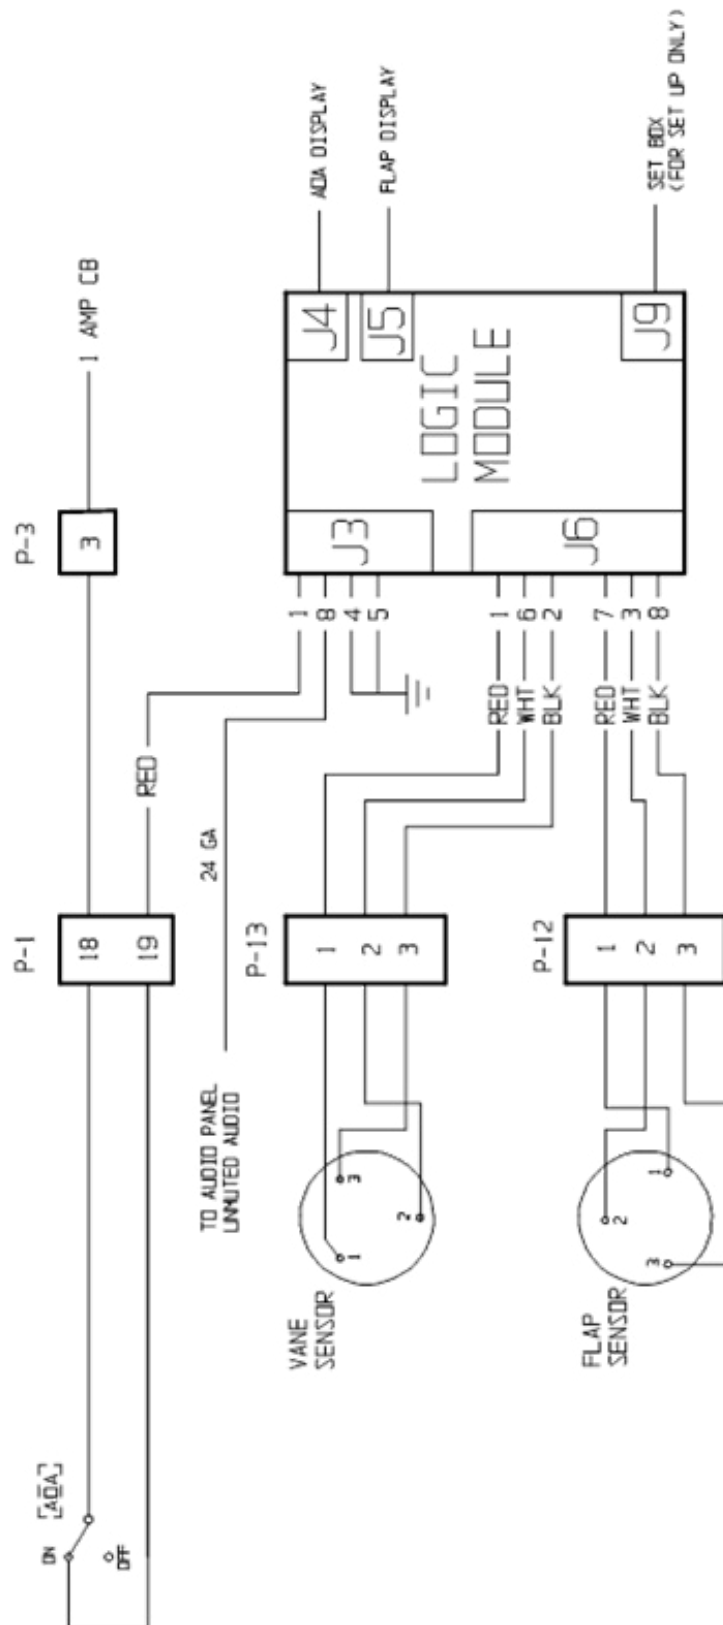 P-3
3
1 AMP CB
P-1
18
19
RED
[AOA]
ON
OFF
TO AUDIO PANEL
UNMUTED AUDIO
24 GA
LOGIC
MODULE
J3
J4
J5
J6
J9
AOA DISPLAY
FLAP DISPLAY
SET BOX
(FOR SET UP ONLY)
1
8
4
5
RED 1
WHT 6
BLK 2
RED 7
WHT 3
BLK 8
P-13
1
2
3
P-12
1
2
3
VANE
SENSOR
1
2
3
FLAP
SENSOR
1
2
3